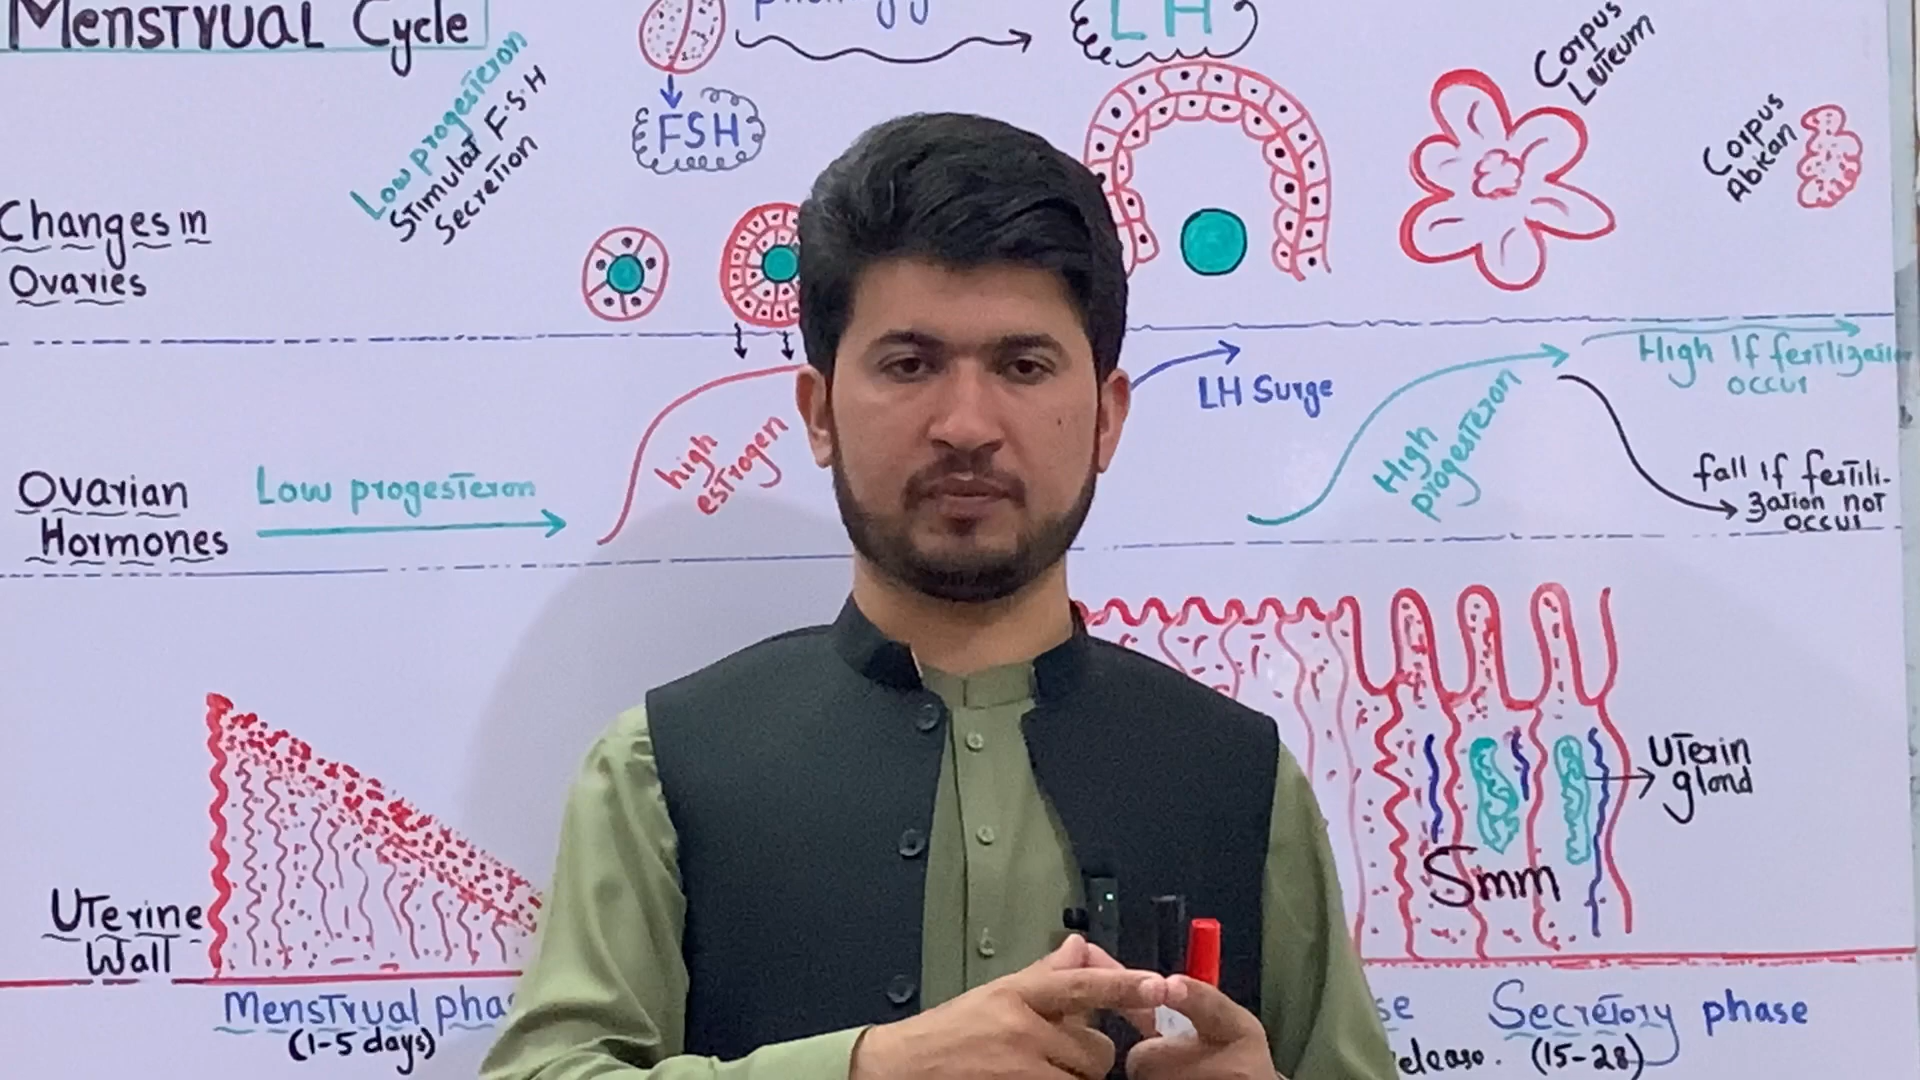 Menstrual Cycle
Low progesteron
Stimulat F.S.H
Secretion
FSH
LH
Corpus
Luteum
Corpus
Abican
Changes in
Ovaries
High If fertilization
occur
LH Surge
high
estrogen
High
progesteron
fall If fertili-
zation not
occur
Ovarian
Hormones
Low progesteron
Uterin
gland
5mm
Uterine
Wall
Menstrual
(1-5 days)
Secretory phase
(15-28)